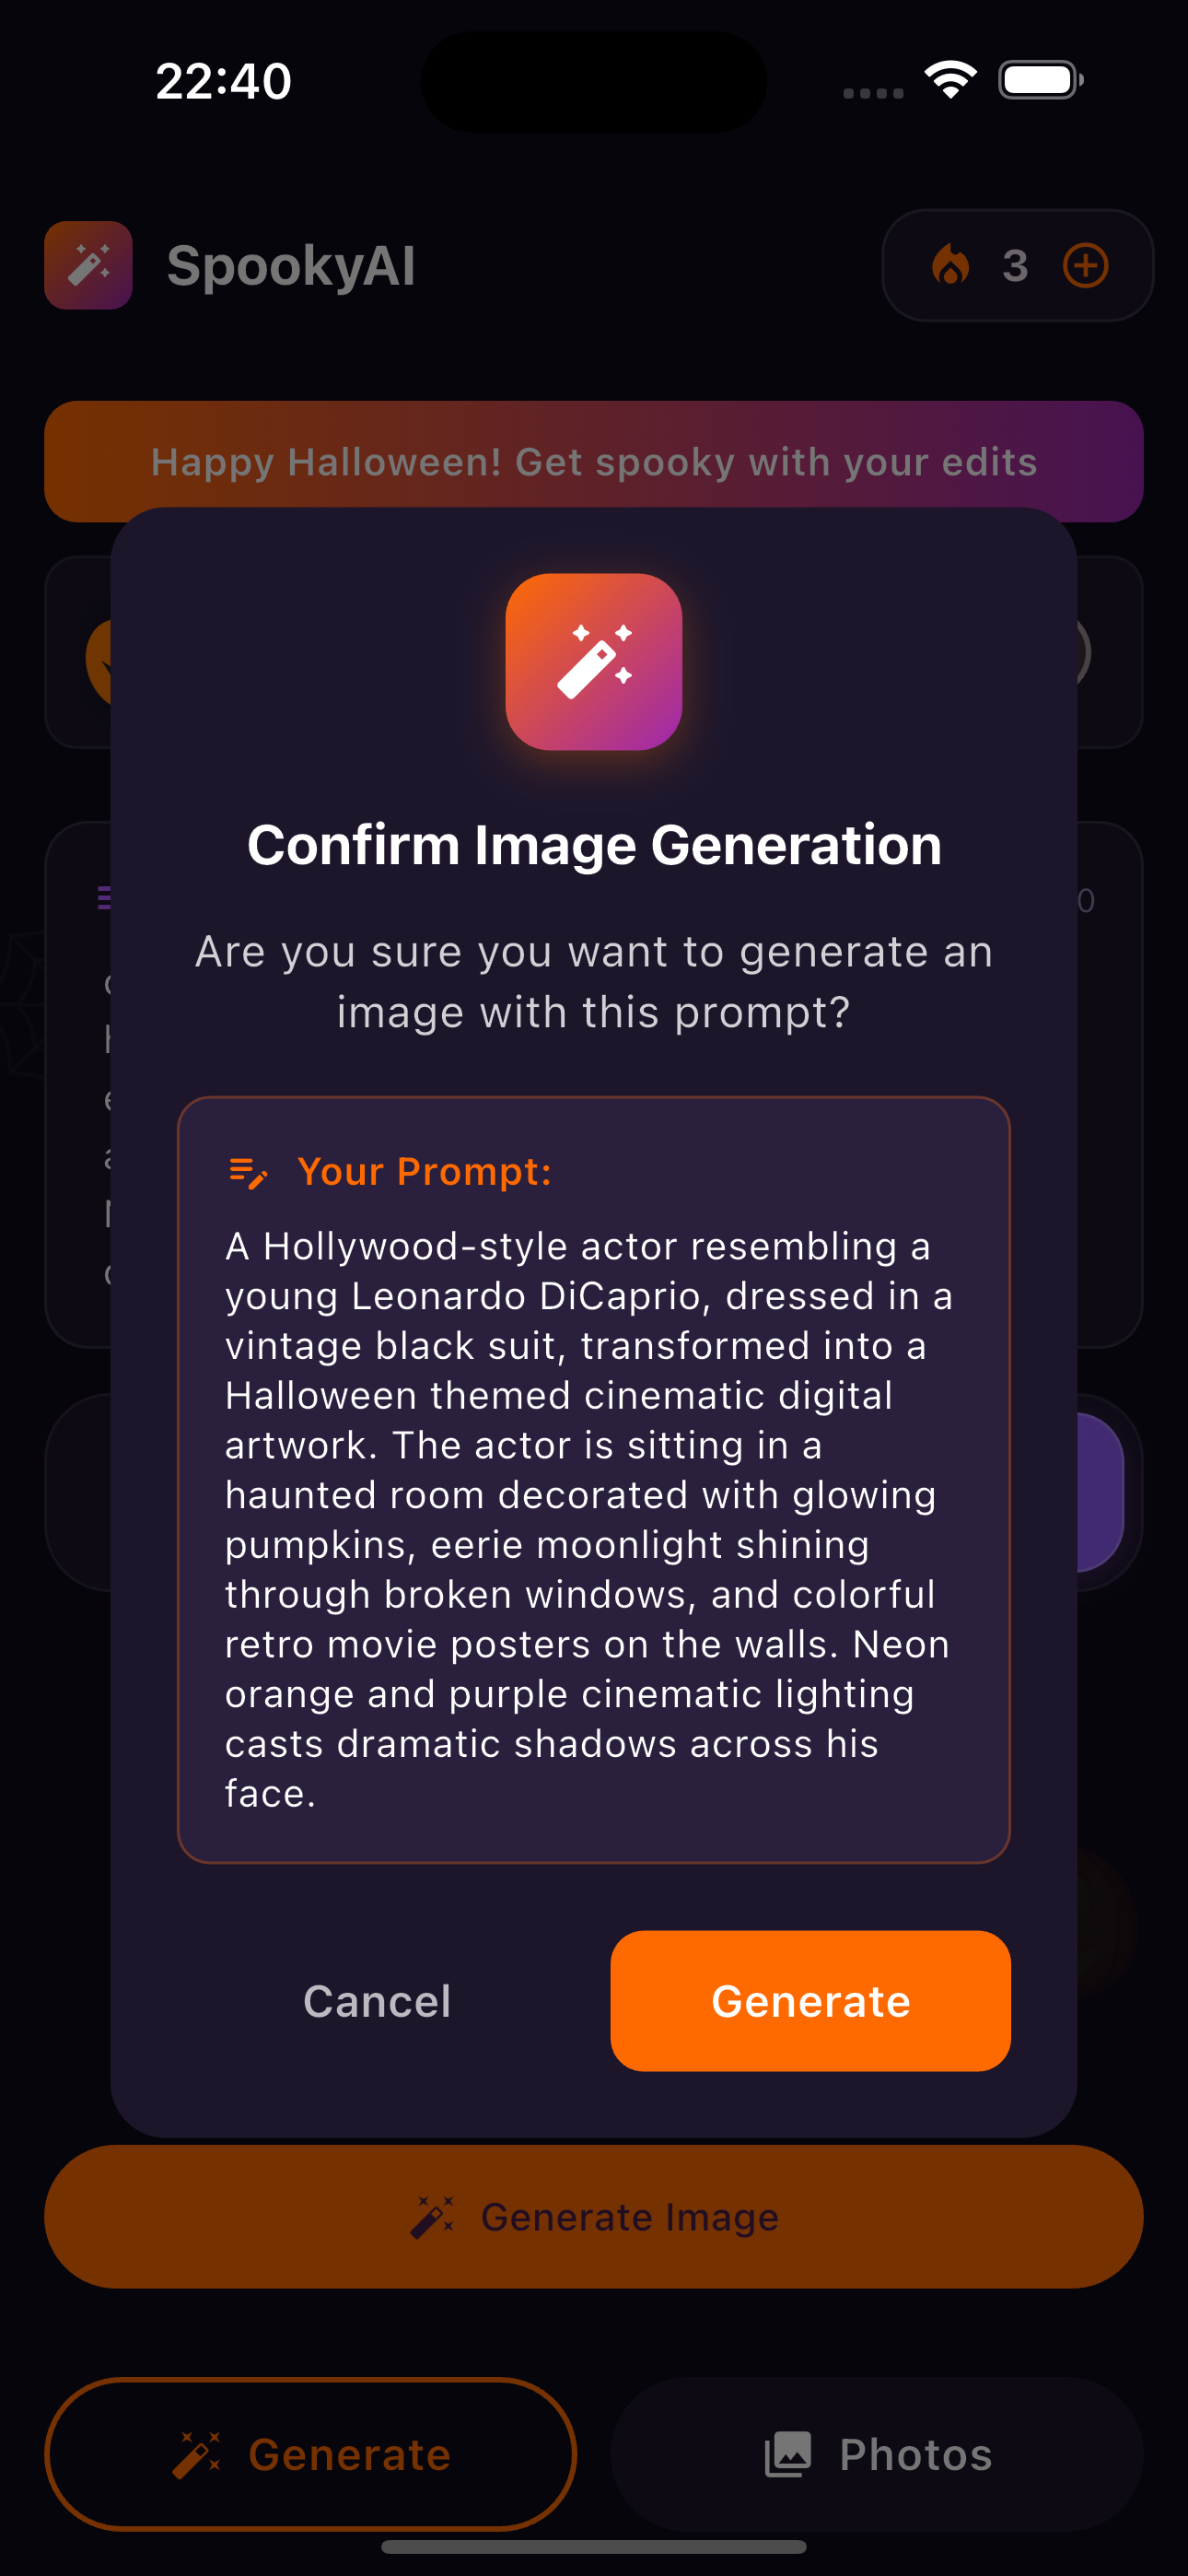 22:40
SpookyAI
3
Happy Halloween! Get spooky with your edits
Confirm Image Generation
Are you sure you want to generate an
image with this prompt?
Your Prompt:
A Hollywood-style actor resembling a
young Leonardo DiCaprio, dressed in a
vintage black suit, transformed into a
Halloween themed cinematic digital
artwork. The actor is sitting in a
haunted room decorated with glowing
pumpkins, eerie moonlight shining
through broken windows, and colorful
retro movie posters on the walls. Neon
orange and purple cinematic lighting
casts dramatic shadows across his
face.
Cancel
Generate
Generate Image
Generate
Photos